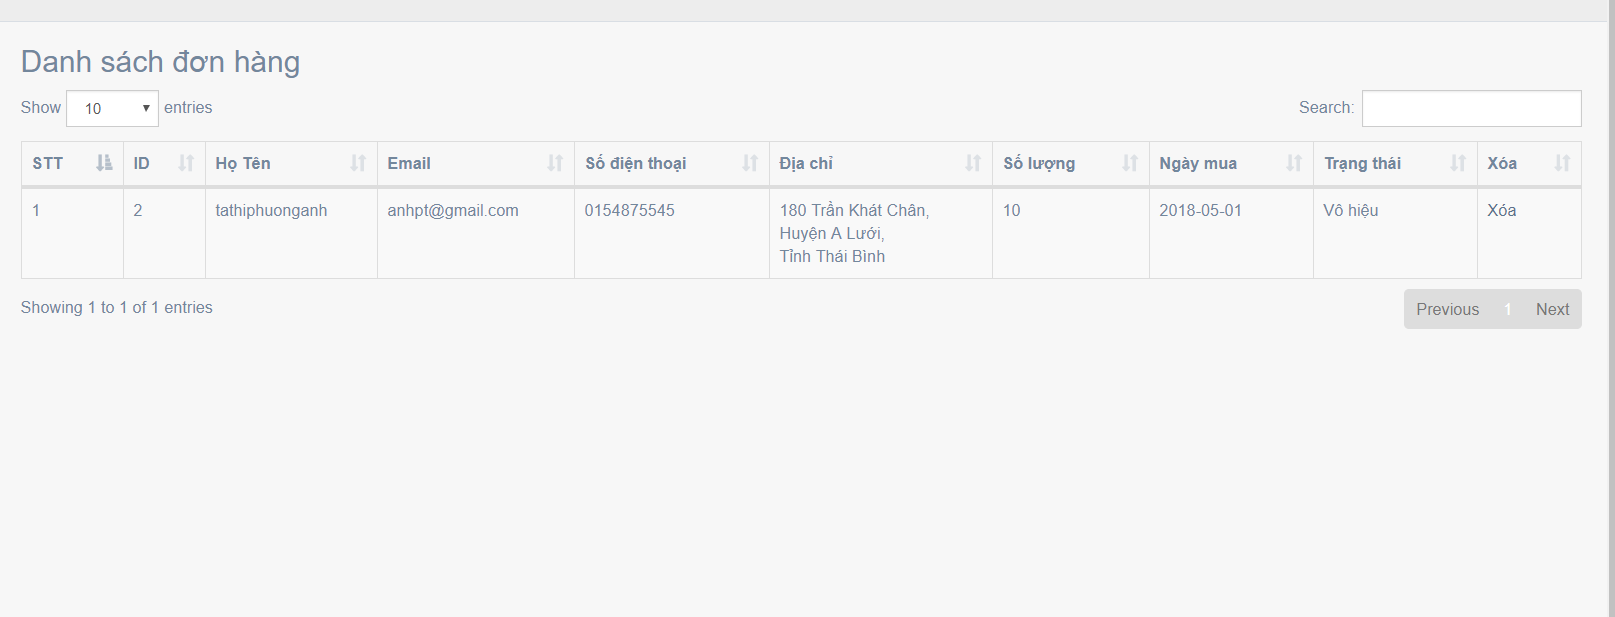 Danh sách đơn hàng
Show 10 entries
Search:
STT ID Họ Tên Email Số điện thoại Địa chỉ Số lượng Ngày mua Trạng thái Xóa
1 2 tathiphuonganh anhpt@gmail.com 0154875545 180 Trần Khát Chân, 10 2018-05-01 Vô hiệu Xóa
Huyện A Lưới,
Tỉnh Thái Bình
Showing 1 to 1 of 1 entries
Previous 1 Next